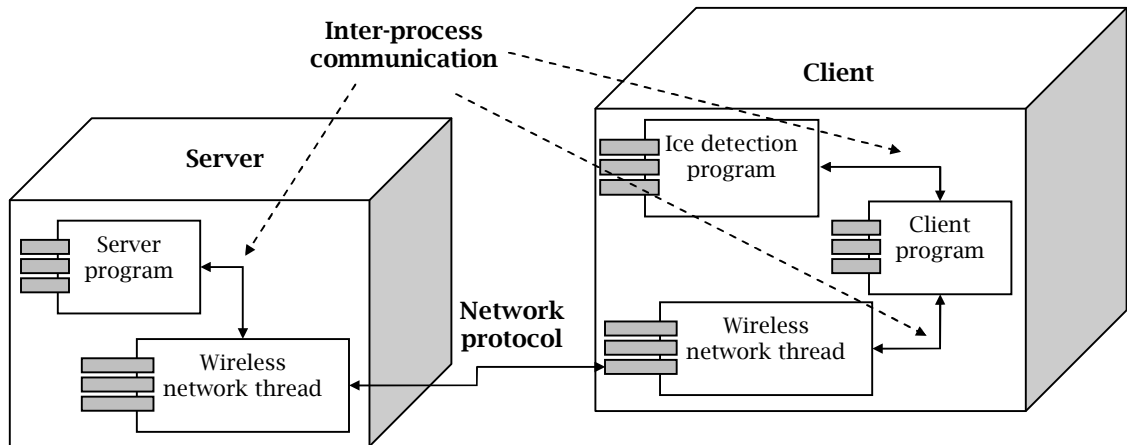 Inter-process
communication
Client
Server
Ice detection
program
Client
program
Server
program
Network
protocol
Wireless
network thread
Wireless
network thread